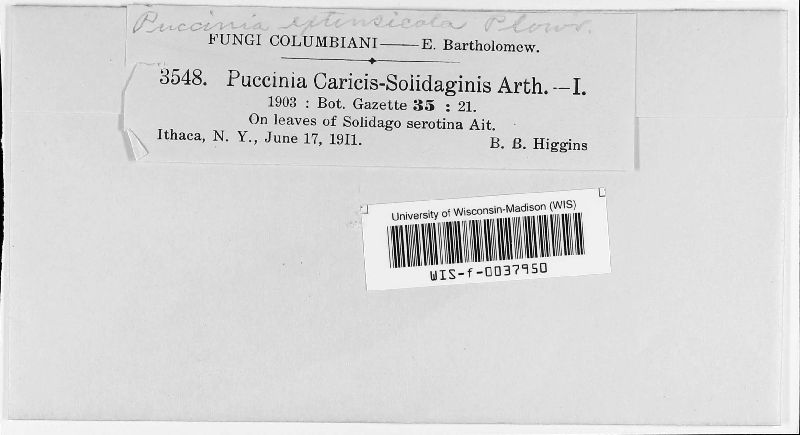 Puccinia extensicola Plowr.
FUNGI COLUMBIANI — E. Bartholomew.
3548. Puccinia Caricis-Solidaginis Arth. — I.
1903 : Bot. Gazette 35 : 21.
On leaves of Solidago serotina Ait.
Ithaca, N. Y., June 17, 1911. B. B. Higgins
University of Wisconsin-Madison (WIS)
WIS-f-0037950